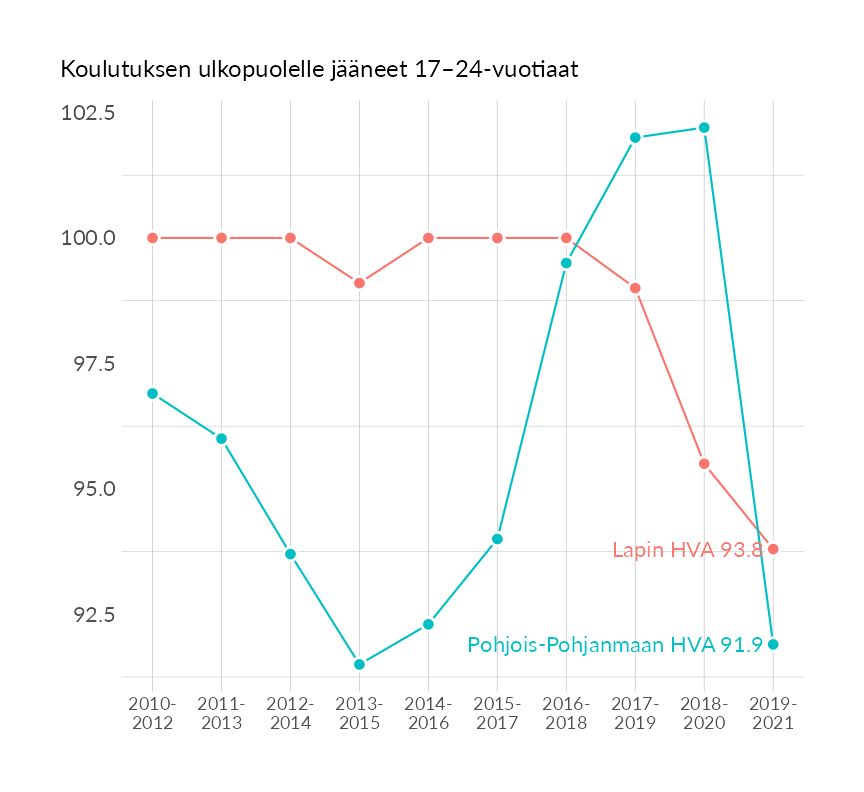 Koulutuksen ulkopuolelle jääneet 17–24-vuotiaat
102.5
100.0
97.5
95.0
92.5
Lapin HVA 93.8
Pohjois-Pohjanmaan HVA 91.9
2010- 2011- 2012- 2013- 2014- 2015- 2016- 2017- 2018- 2019-
2012 2013 2014 2015 2016 2017 2018 2019 2020 2021